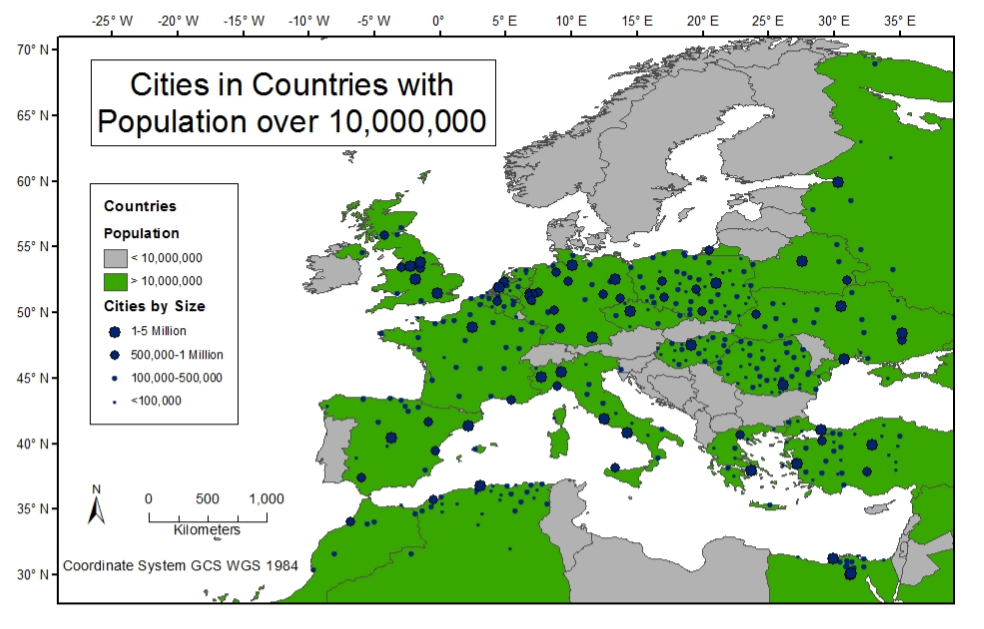 -25° W -20° W -15° W -10° W -5° W 0° 5° E 10° E 15° E 20° E 25° E 30° E 35° E
70° N
Cities in Countries with
Population over 10,000,000
65° N
60° N
55° N
50° N
45° N
40° N
35° N
30° N
Countries
Population
< 10,000,000
> 10,000,000
Cities by Size
1-5 Million
500,000-1 Million
100,000-500,000
<100,000
N
0 500 1,000
Kilometers
Coordinate System GCS WGS 1984